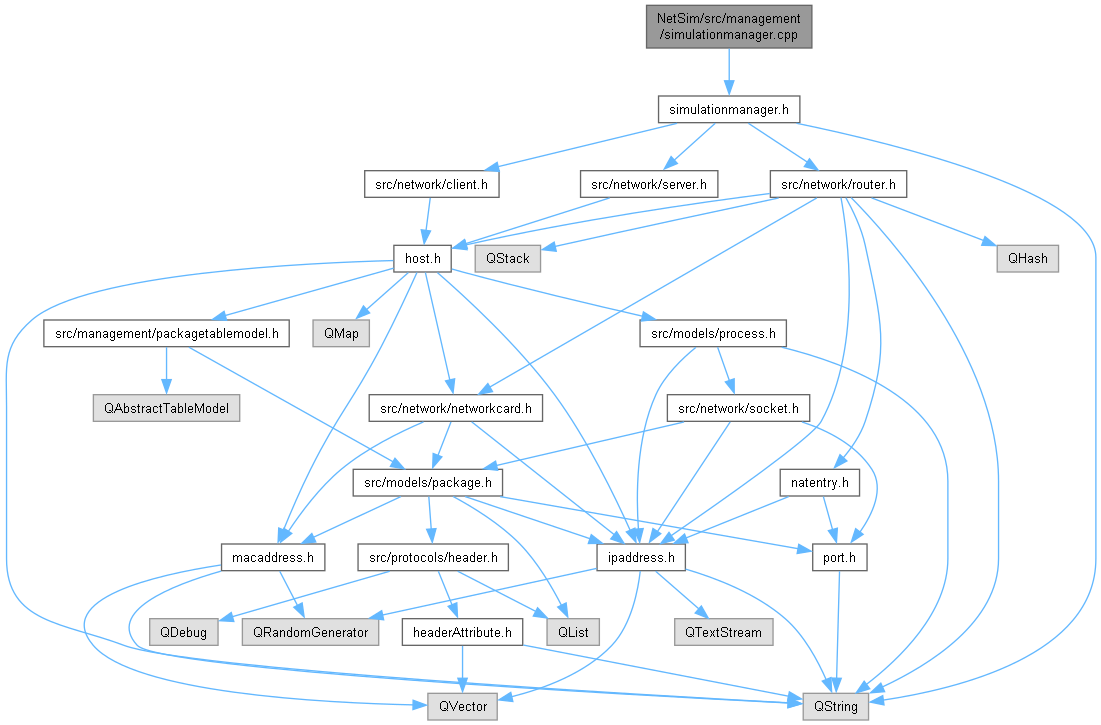 NetSim/src/management
/simulationmanager.cpp
simulationmanager.h
src/network/client.h
src/network/server.h
src/network/router.h
host.h
QStack
QHash
src/management/packagetablemodel.h
QMap
src/models/process.h
QAbstractTableModel
src/network/networkcard.h
src/network/socket.h
src/models/package.h
natentry.h
macaddress.h
src/protocols/header.h
ipaddress.h
port.h
QDebug
QRandomGenerator
headerAttribute.h
QList
QTextStream
QVector
QString